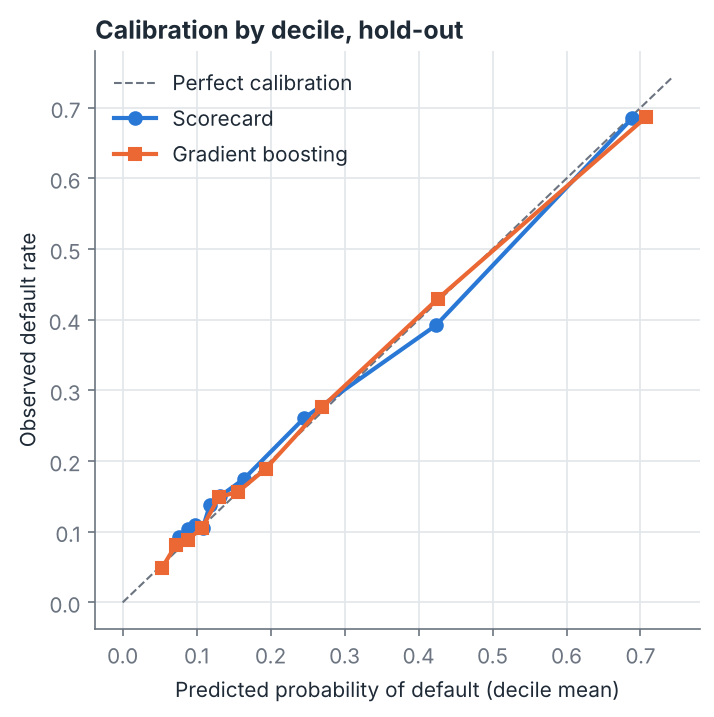 Calibration by decile, hold-out
Perfect calibration
Scorecard
Gradient boosting
Observed default rate
0.7
0.6
0.5
0.4
0.3
0.2
0.1
0.0
0.0 0.1 0.2 0.3 0.4 0.5 0.6 0.7
Predicted probability of default (decile mean)